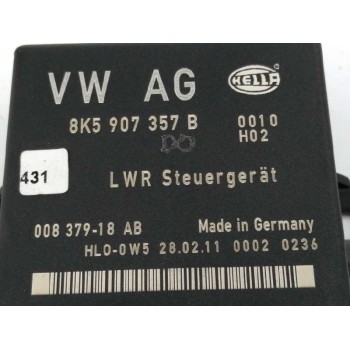 VW AG
HELLA
8K5 907 357 B
0010
H02
431
LWR Steuergerät
008 379-18 AB
Made in Germany
HLO-0W5 28.02.11 0002 0236